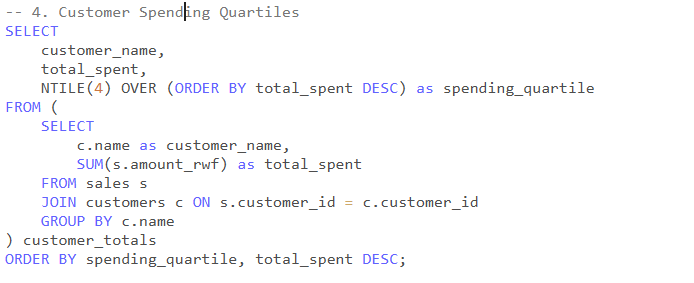 -- 4. Customer Spending Quartiles
SELECT
    customer_name,
    total_spent,
    NTILE(4) OVER (ORDER BY total_spent DESC) as spending_quartile
FROM (
    SELECT
        c.name as customer_name,
        SUM(s.amount_rwf) as total_spent
    FROM sales s
    JOIN customers c ON s.customer_id = c.customer_id
    GROUP BY c.name
) customer_totals
ORDER BY spending_quartile, total_spent DESC;